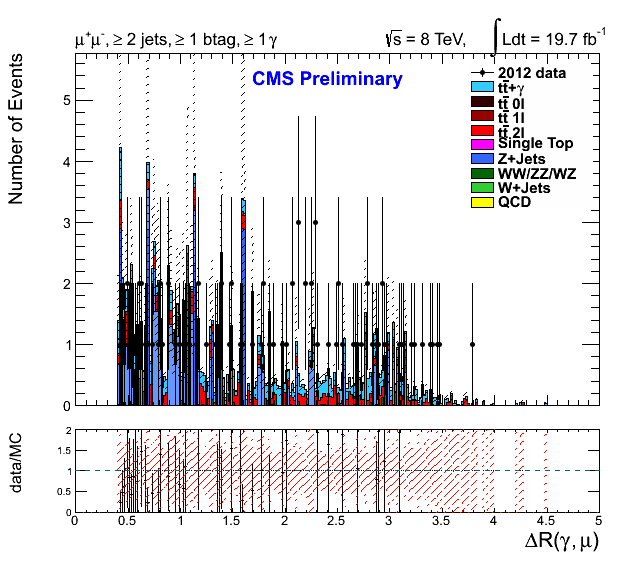 μ⁺μ⁻, ≥ 2 jets, ≥ 1 btag, ≥ 1 γ
√s = 8 TeV, ∫ Ldt = 19.7 fb⁻¹
CMS Preliminary
2012 data
tt̄+γ
tt̄ 0l
tt̄ 1l
tt̄ 2l
Single Top
Z+Jets
WW/ZZ/WZ
W+Jets
QCD
Number of Events
5
4
3
2
1
0
data/MC
2
1.5
1
0.5
0
0 0.5 1 1.5 2 2.5 3 3.5 4 4.5 5
ΔR(γ, μ)